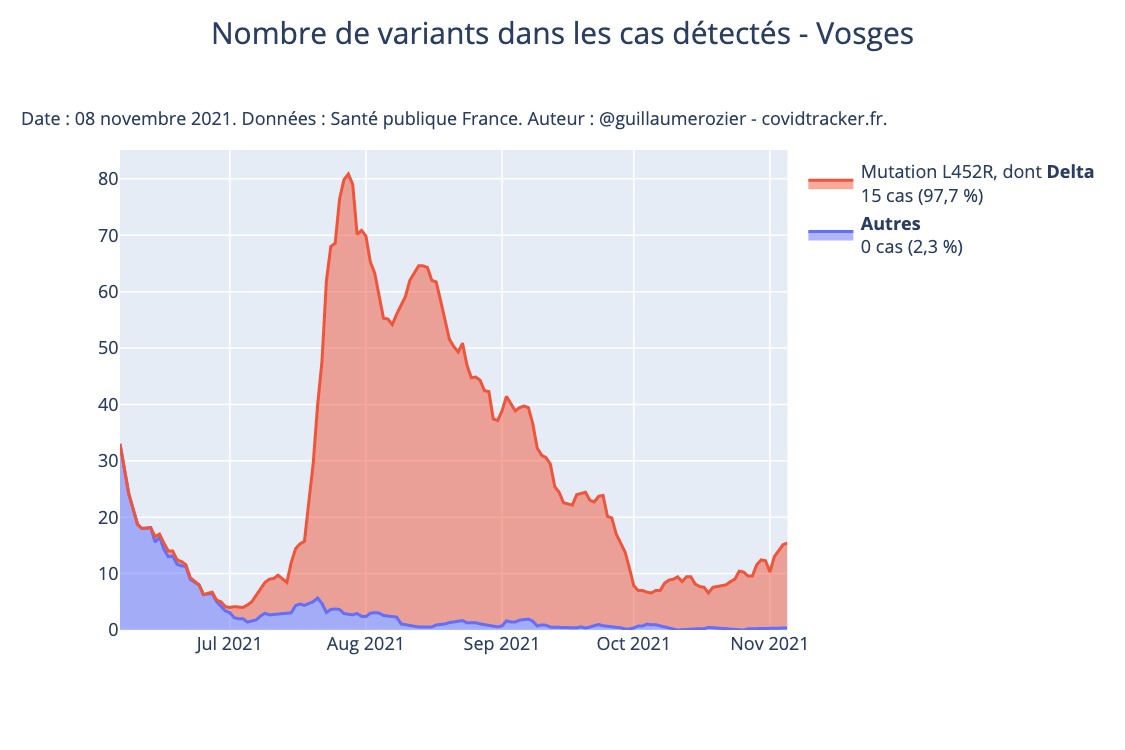 Nombre de variants dans les cas détectés - Vosges
Date : 08 novembre 2021. Données : Santé publique France. Auteur : @guillaumerozier - covidtracker.fr.
80
70
60
50
40
30
20
10
0
Jul 2021 Aug 2021 Sep 2021 Oct 2021 Nov 2021
Mutation L452R, dont Delta
15 cas (97,7 %)
Autres
0 cas (2,3 %)